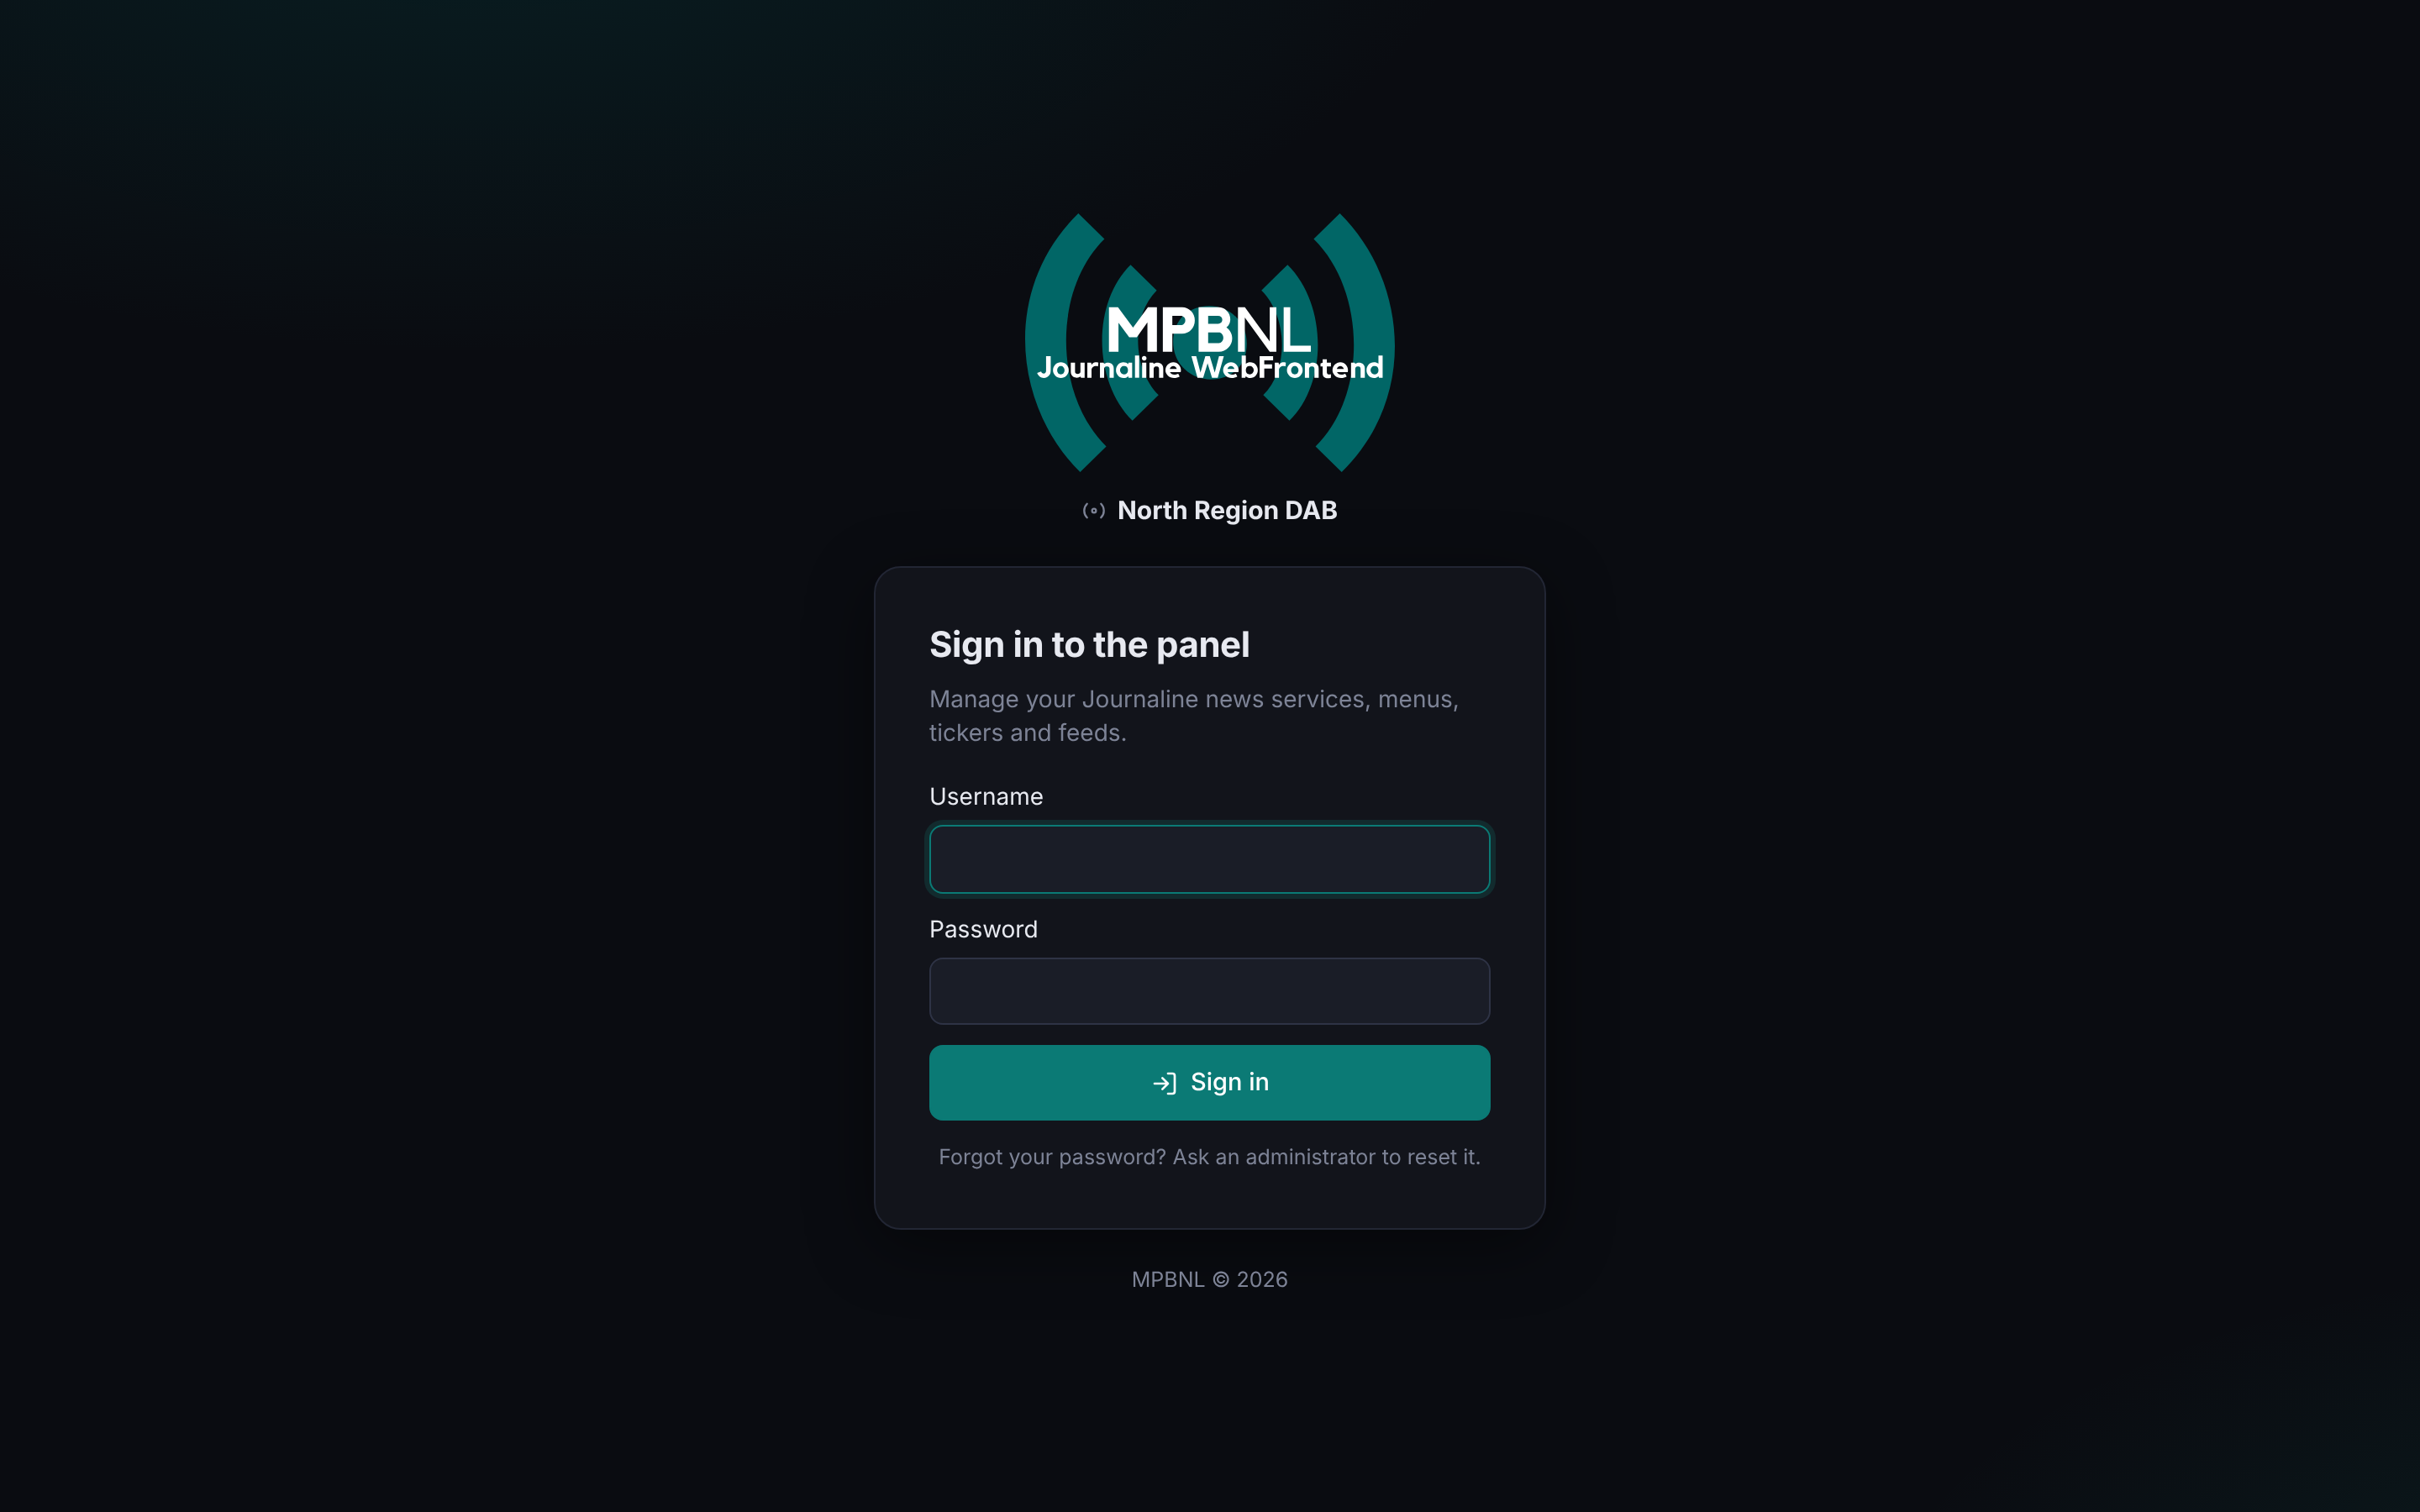 MPBNL
Journaline WebFrontend
North Region DAB
Sign in to the panel
Manage your Journaline news services, menus,
tickers and feeds.
Username
Password
Sign in
Forgot your password? Ask an administrator to reset it.
MPBNL © 2026